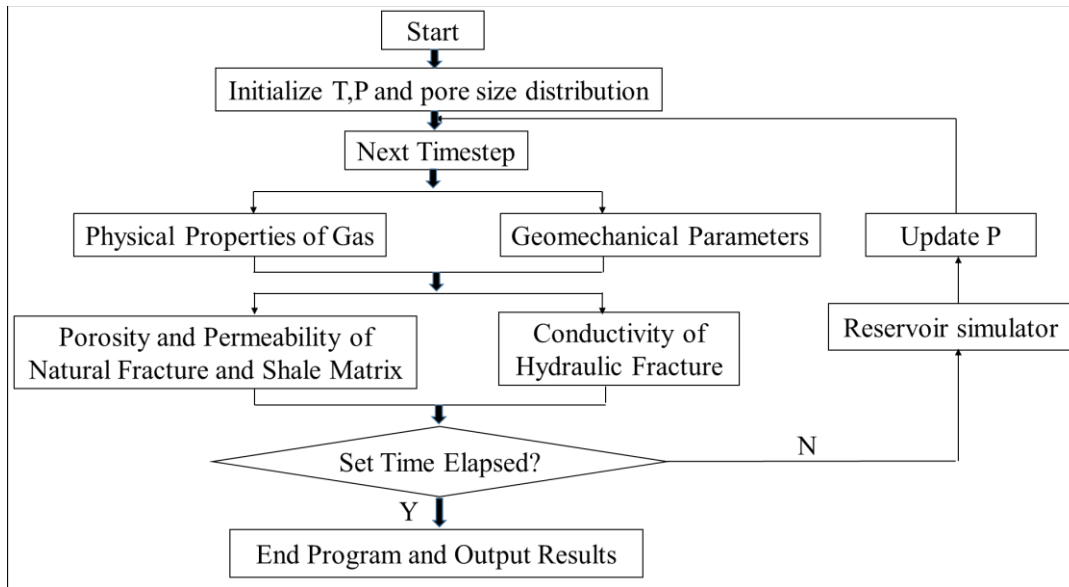 Start
Initialize T,P and pore size distribution
Next Timestep
Physical Properties of Gas
Geomechanical Parameters
Update P
Porosity and Permeability of
Natural Fracture and Shale Matrix
Conductivity of
Hydraulic Fracture
Reservoir simulator
Set Time Elapsed?
N
Y
End Program and Output Results